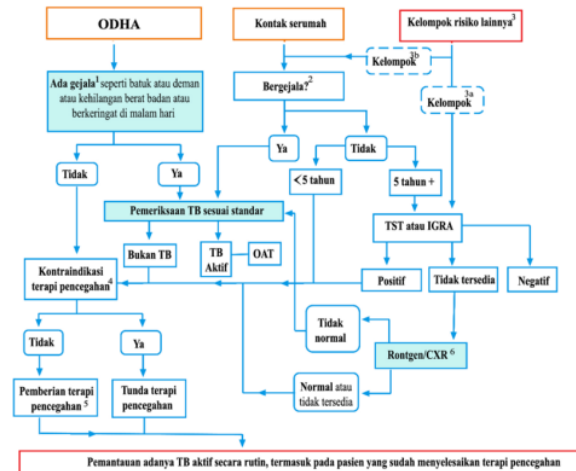 ODHA
Kontak serumah
Kelompok risiko lainnya³
Kelompok 3b
Ada gejala¹ seperti batuk atau demam
atau kehilangan berat badan atau
berkeringat di malam hari
Bergejala?²
Kelompok 3a
Ya
Tidak
Tidak
Ya
<5 tahun
5 tahun +
Pemeriksaan TB sesuai standar
TST atau IGRA
Bukan TB
TB
Aktif
OAT
Kontraindikasi
terapi pencegahan⁴
Positif
Tidak tersedia
Negatif
Tidak
normal
Tidak
Ya
Rontgen/CXR ⁶
Pemberian terapi
pencegahan ⁵
Tunda terapi
pencegahan
Normal atau
tidak tersedia
Pemantauan adanya TB aktif secara rutin, termasuk pada pasien yang sudah menyelesaikan terapi pencegahan